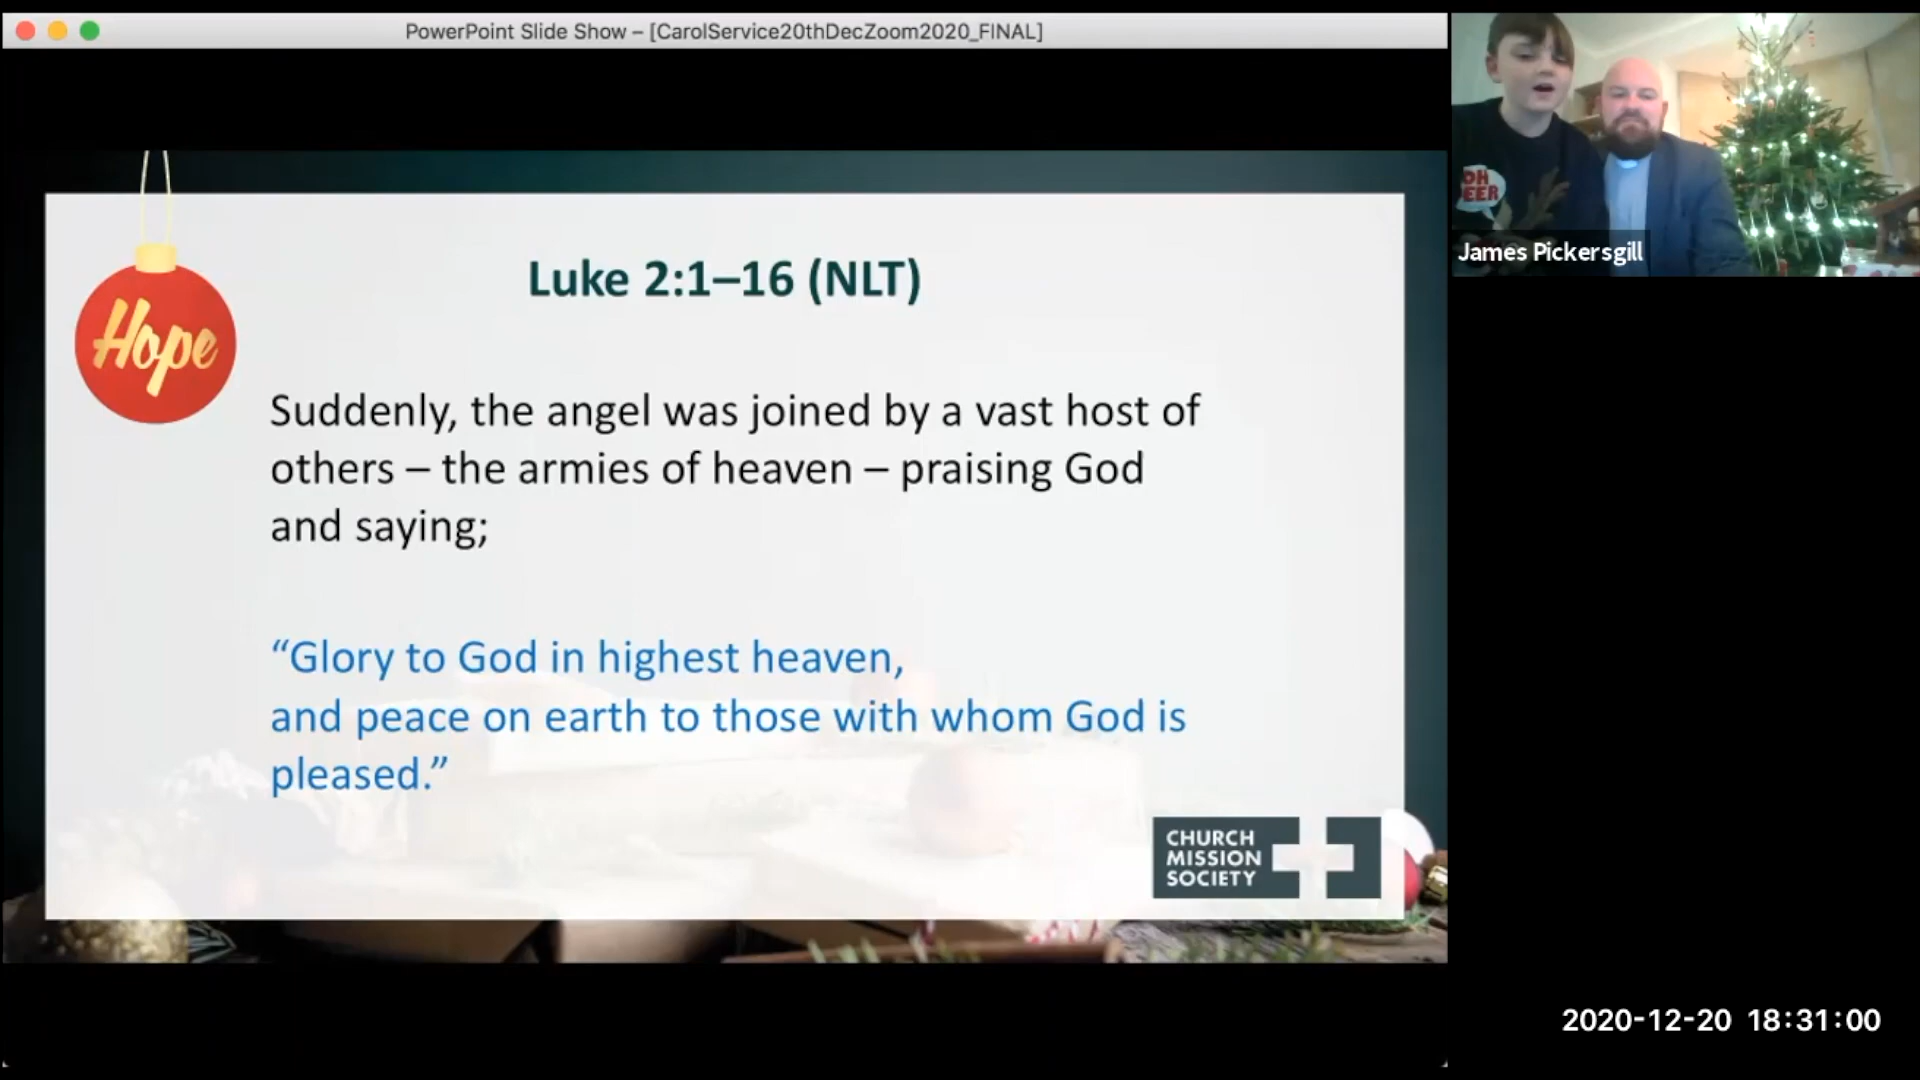 PowerPoint Slide Show – [CarolService20thDecZoom2020_FINAL]
Hope
Luke 2:1–16 (NLT)
Suddenly, the angel was joined by a vast host of
others – the armies of heaven – praising God
and saying;
“Glory to God in highest heaven,
and peace on earth to those with whom God is
pleased.”
CHURCH
MISSION
SOCIETY
OH
EER
James Pickersgill
2020-12-20 18:31:00